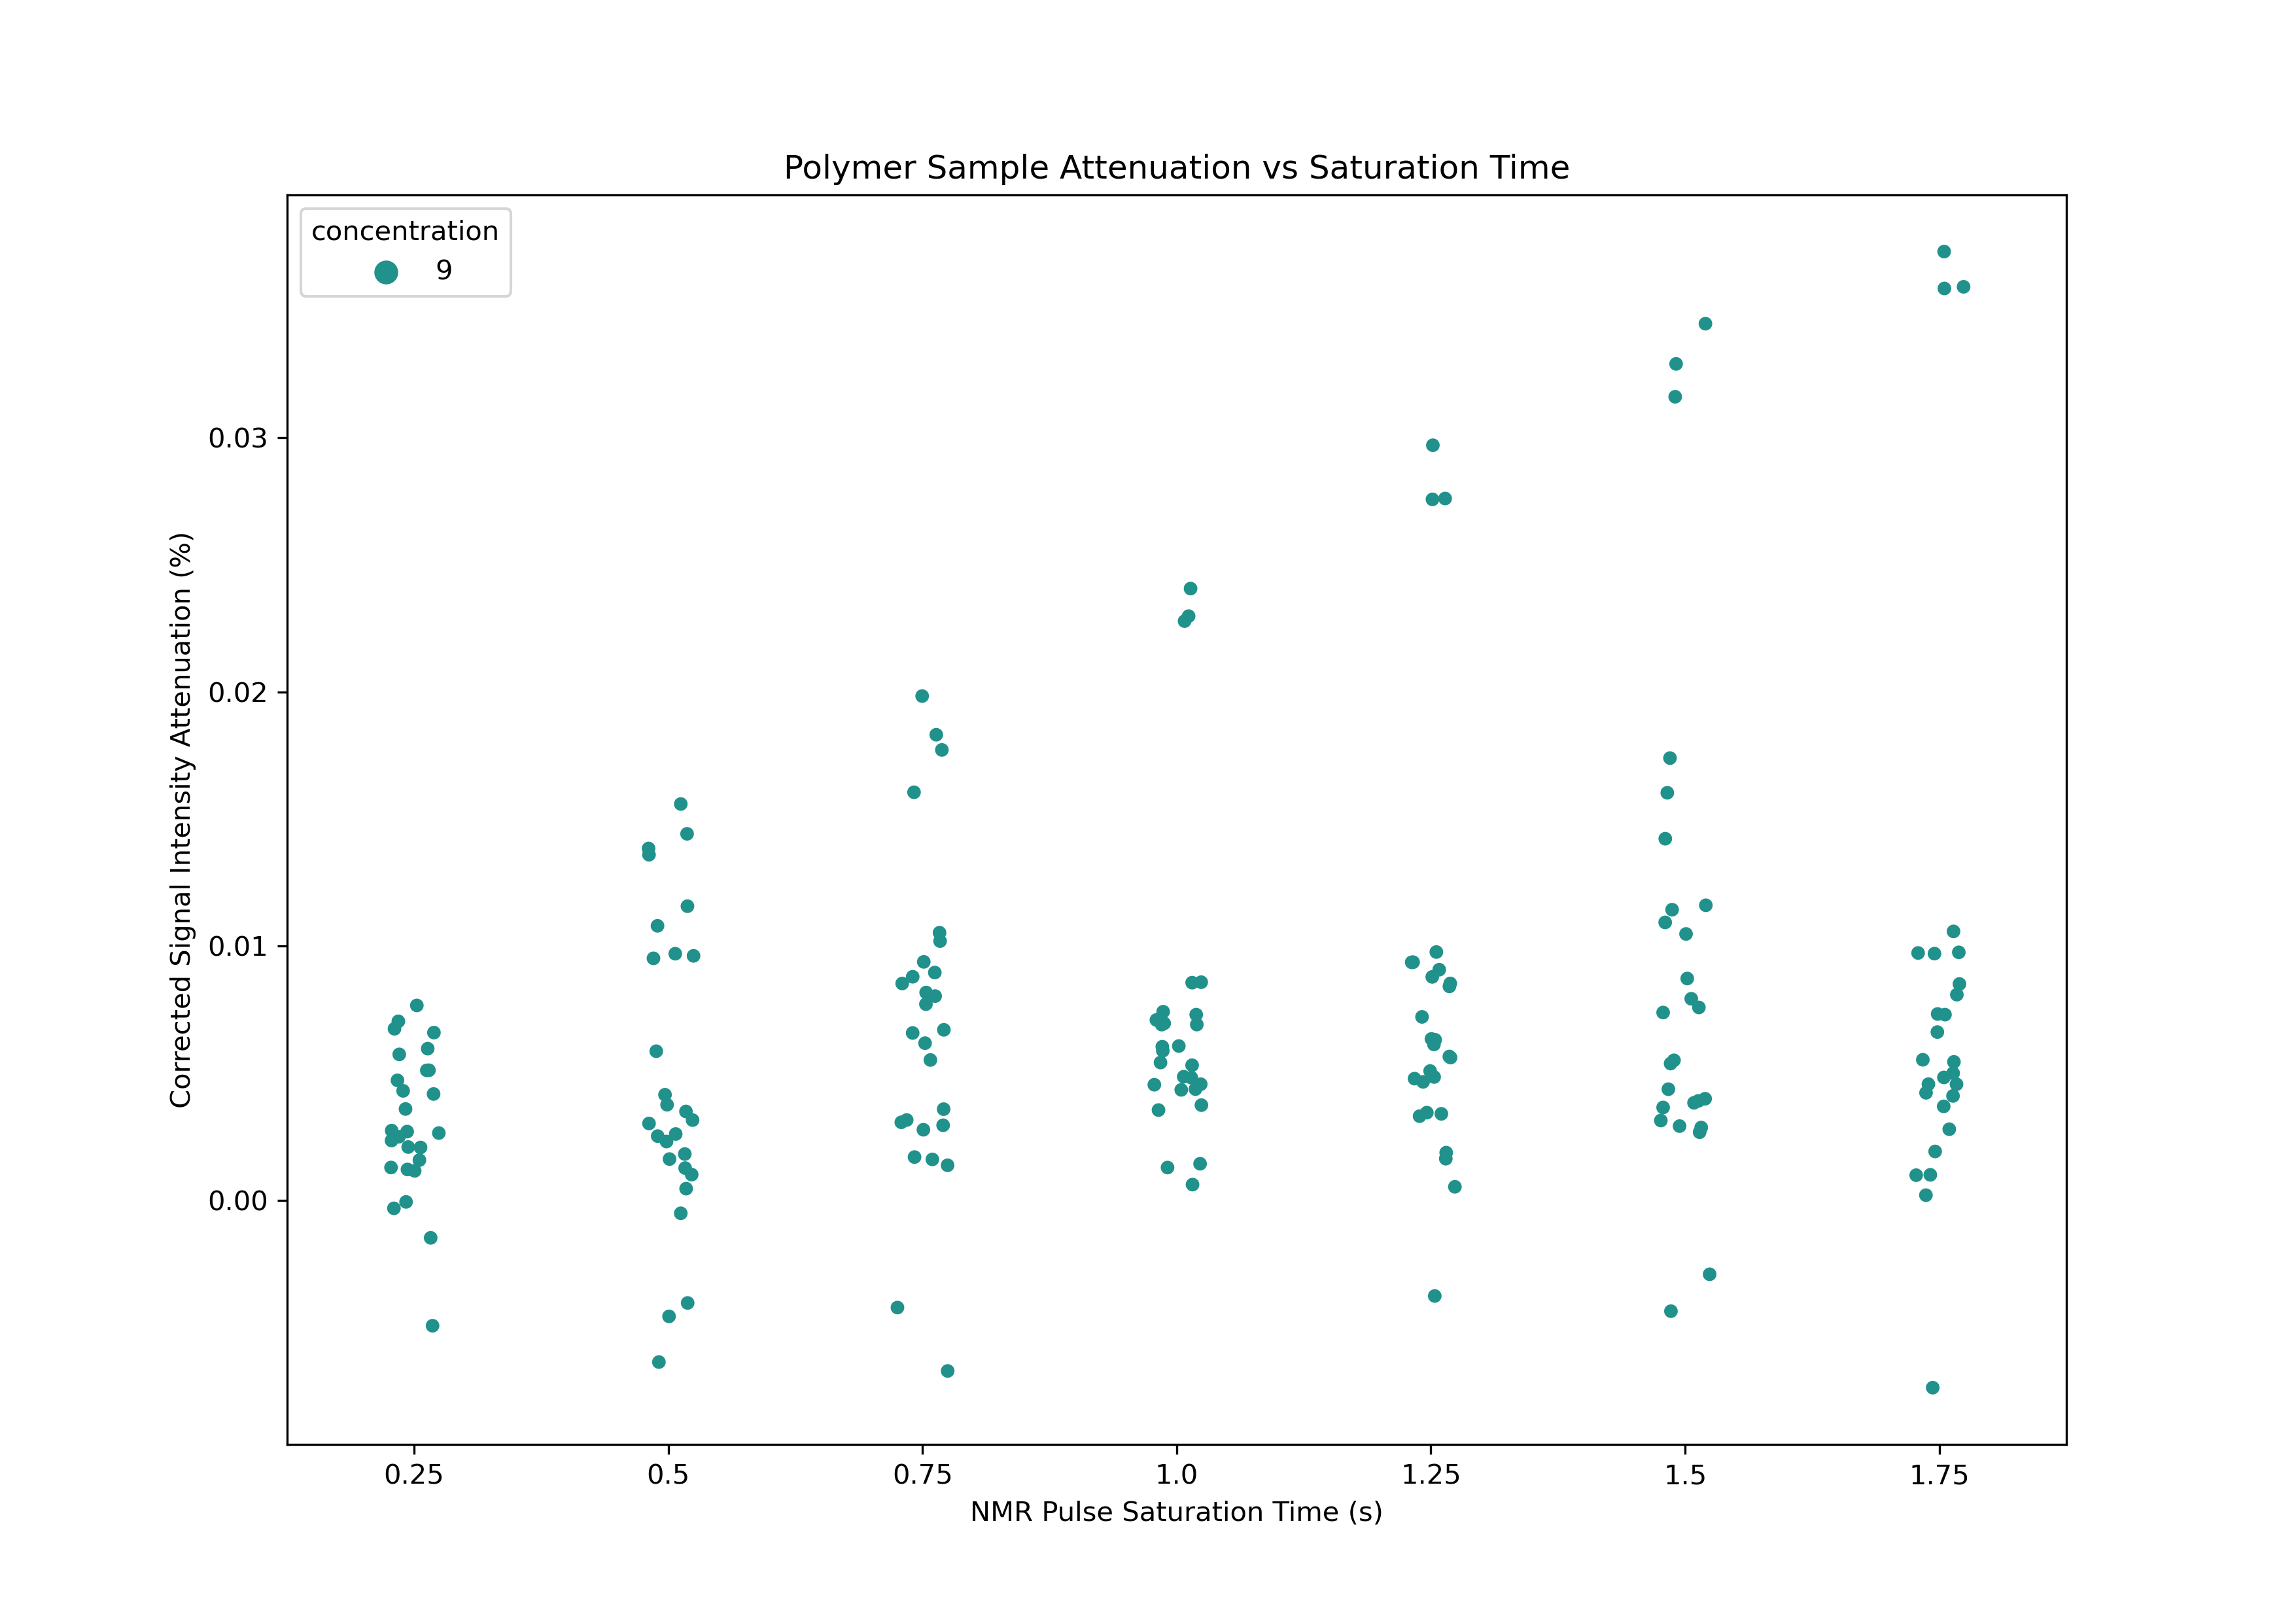 Polymer Sample Attenuation vs Saturation Time
concentration
9
Corrected Signal Intensity Attenuation (%)
0.03
0.02
0.01
0.00
0.25 0.5 0.75 1.0 1.25 1.5 1.75
NMR Pulse Saturation Time (s)